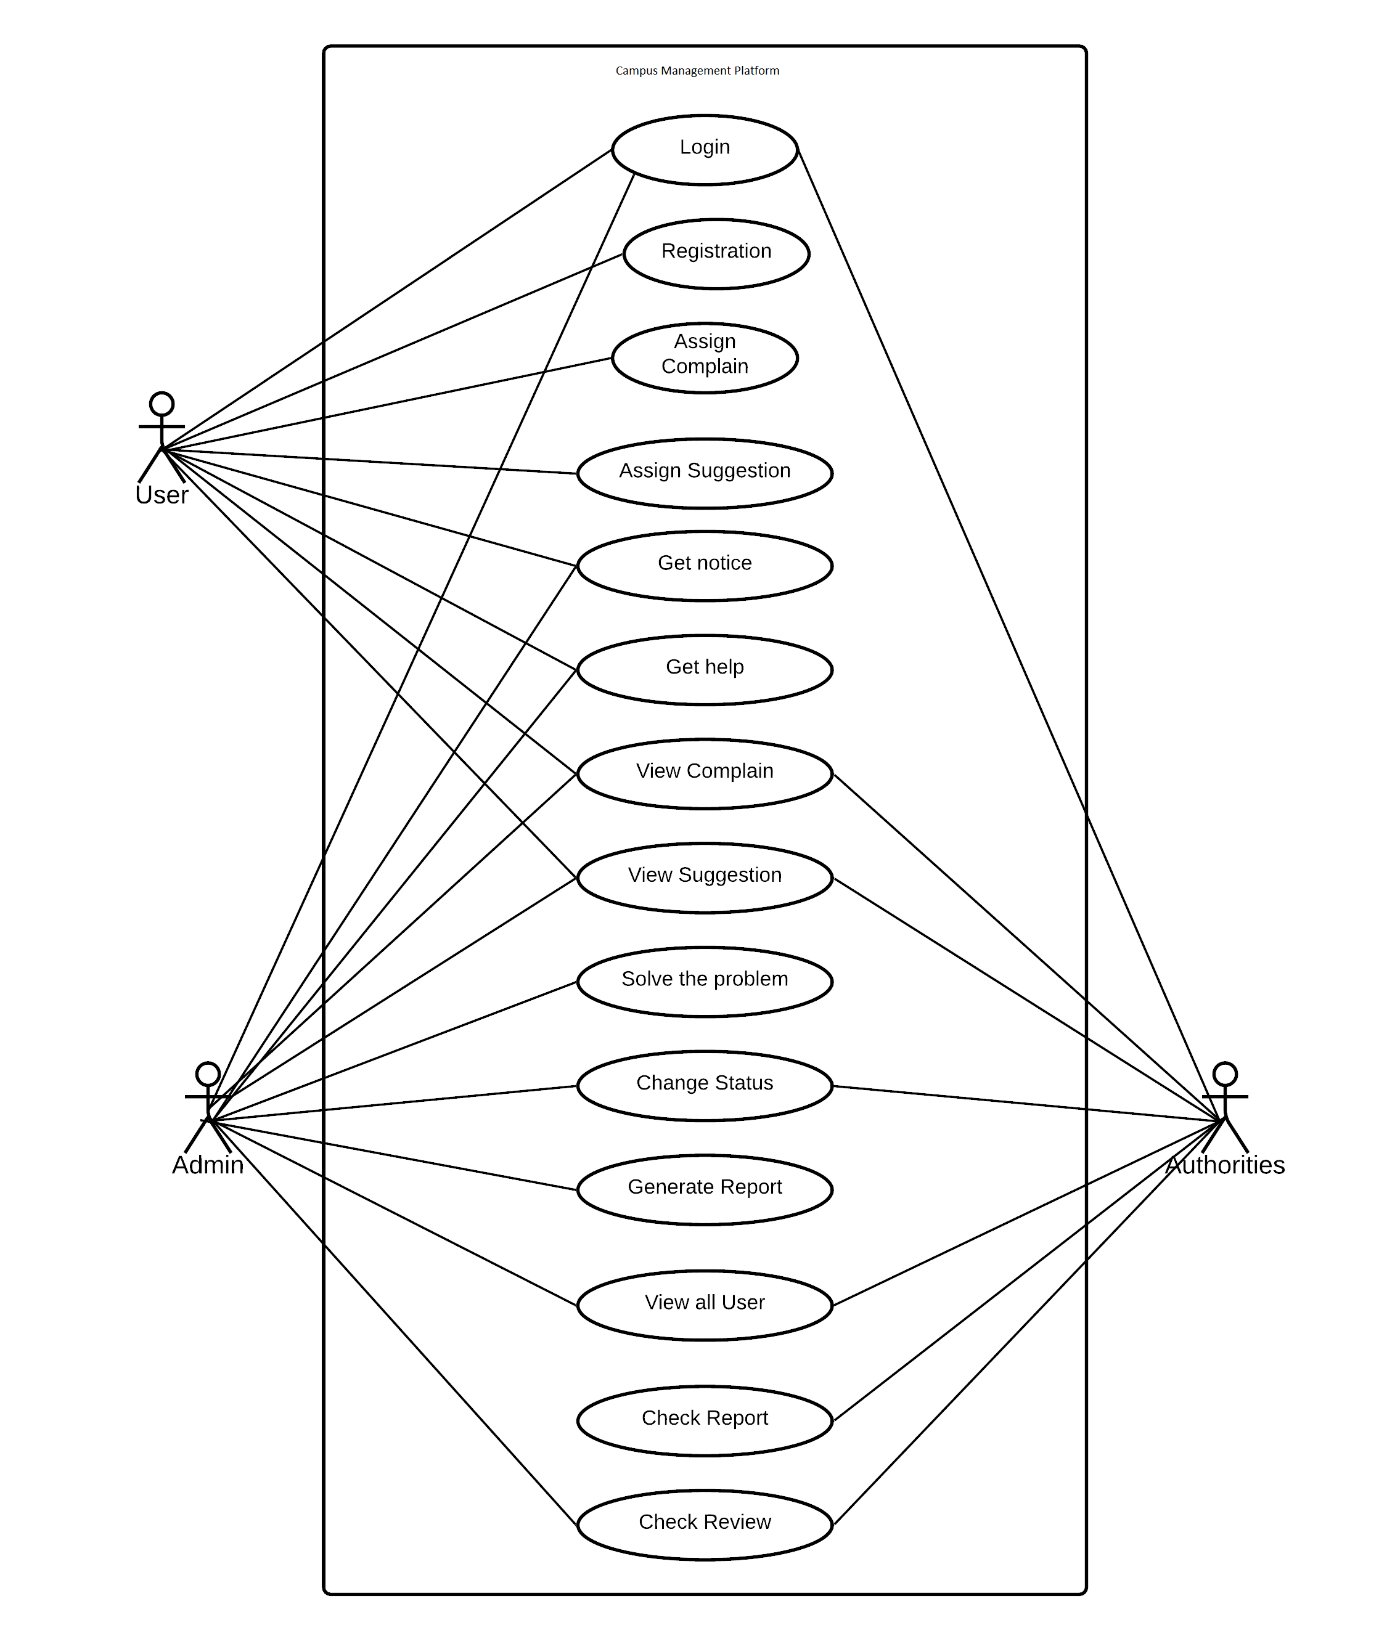 Campus Management Platform
Login
Registration
Assign
Complain
User
Assign Suggestion
Get notice
Get help
View Complain
View Suggestion
Solve the problem
Change Status
Admin
Authorities
Generate Report
View all User
Check Report
Check Review